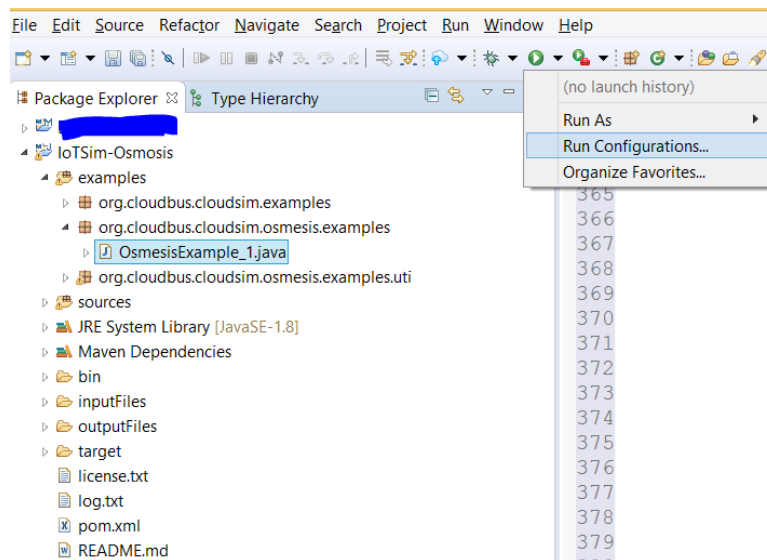 File Edit Source Refactor Navigate Search Project Run Window Help
Package Explorer Type Hierarchy
(no launch history)
Run As
Run Configurations...
Organize Favorites...
IoTSim-Osmosis
examples
org.cloudbus.cloudsim.examples
org.cloudbus.cloudsim.osmesis.examples
OsmesisExample_1.java
org.cloudbus.cloudsim.osmesis.examples.uti
sources
JRE System Library [JavaSE-1.8]
Maven Dependencies
bin
inputFiles
outputFiles
target
license.txt
log.txt
pom.xml
README.md
365
366
367
368
369
370
371
372
373
374
375
376
377
378
379